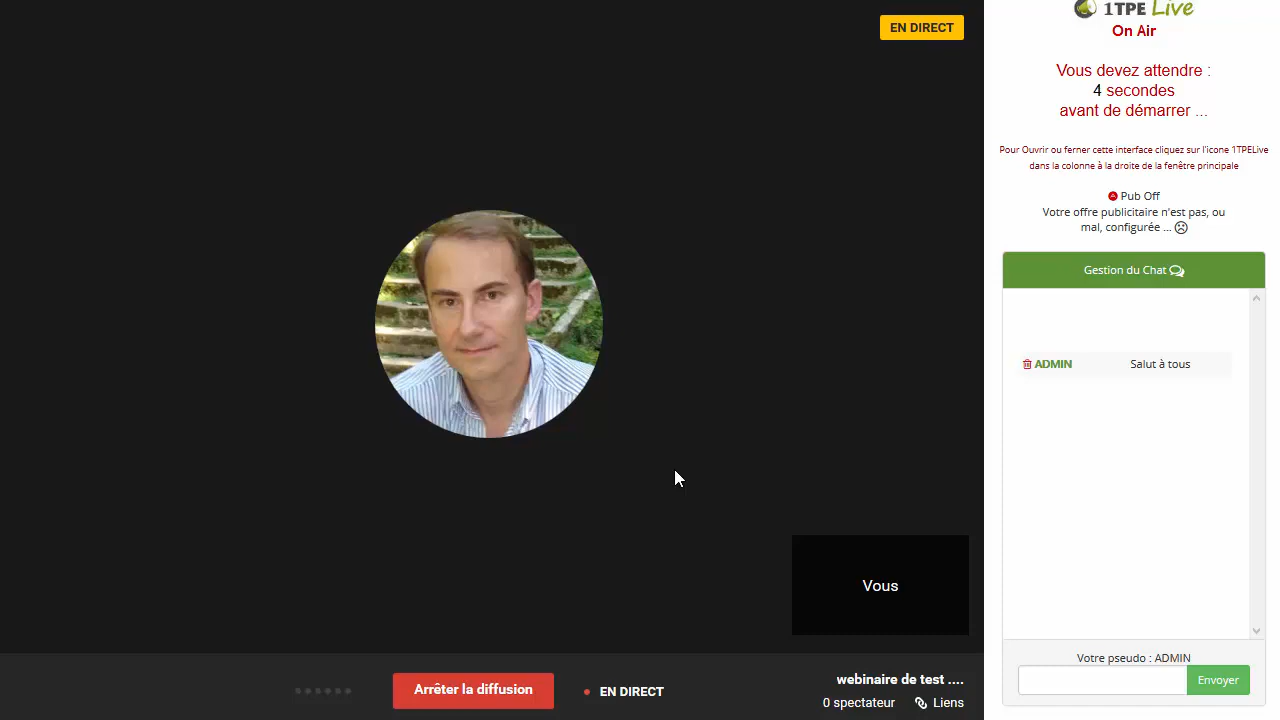 EN DIRECT
Vous
Arrêter la diffusion
EN DIRECT
webinaire de test ....
0 spectateur
Liens
1TPE Live
On Air
Vous devez attendre :
4 secondes
avant de démarrer ...
Pour Ouvrir ou ferner cette interface cliquez sur l'icone 1TPELive
dans la colonne à la droite de la fenêtre principale
Pub Off
Votre offre publicitaire n'est pas, ou
mal, configurée ...
Gestion du Chat
ADMIN Salut à tous
Votre pseudo : ADMIN
Envoyer